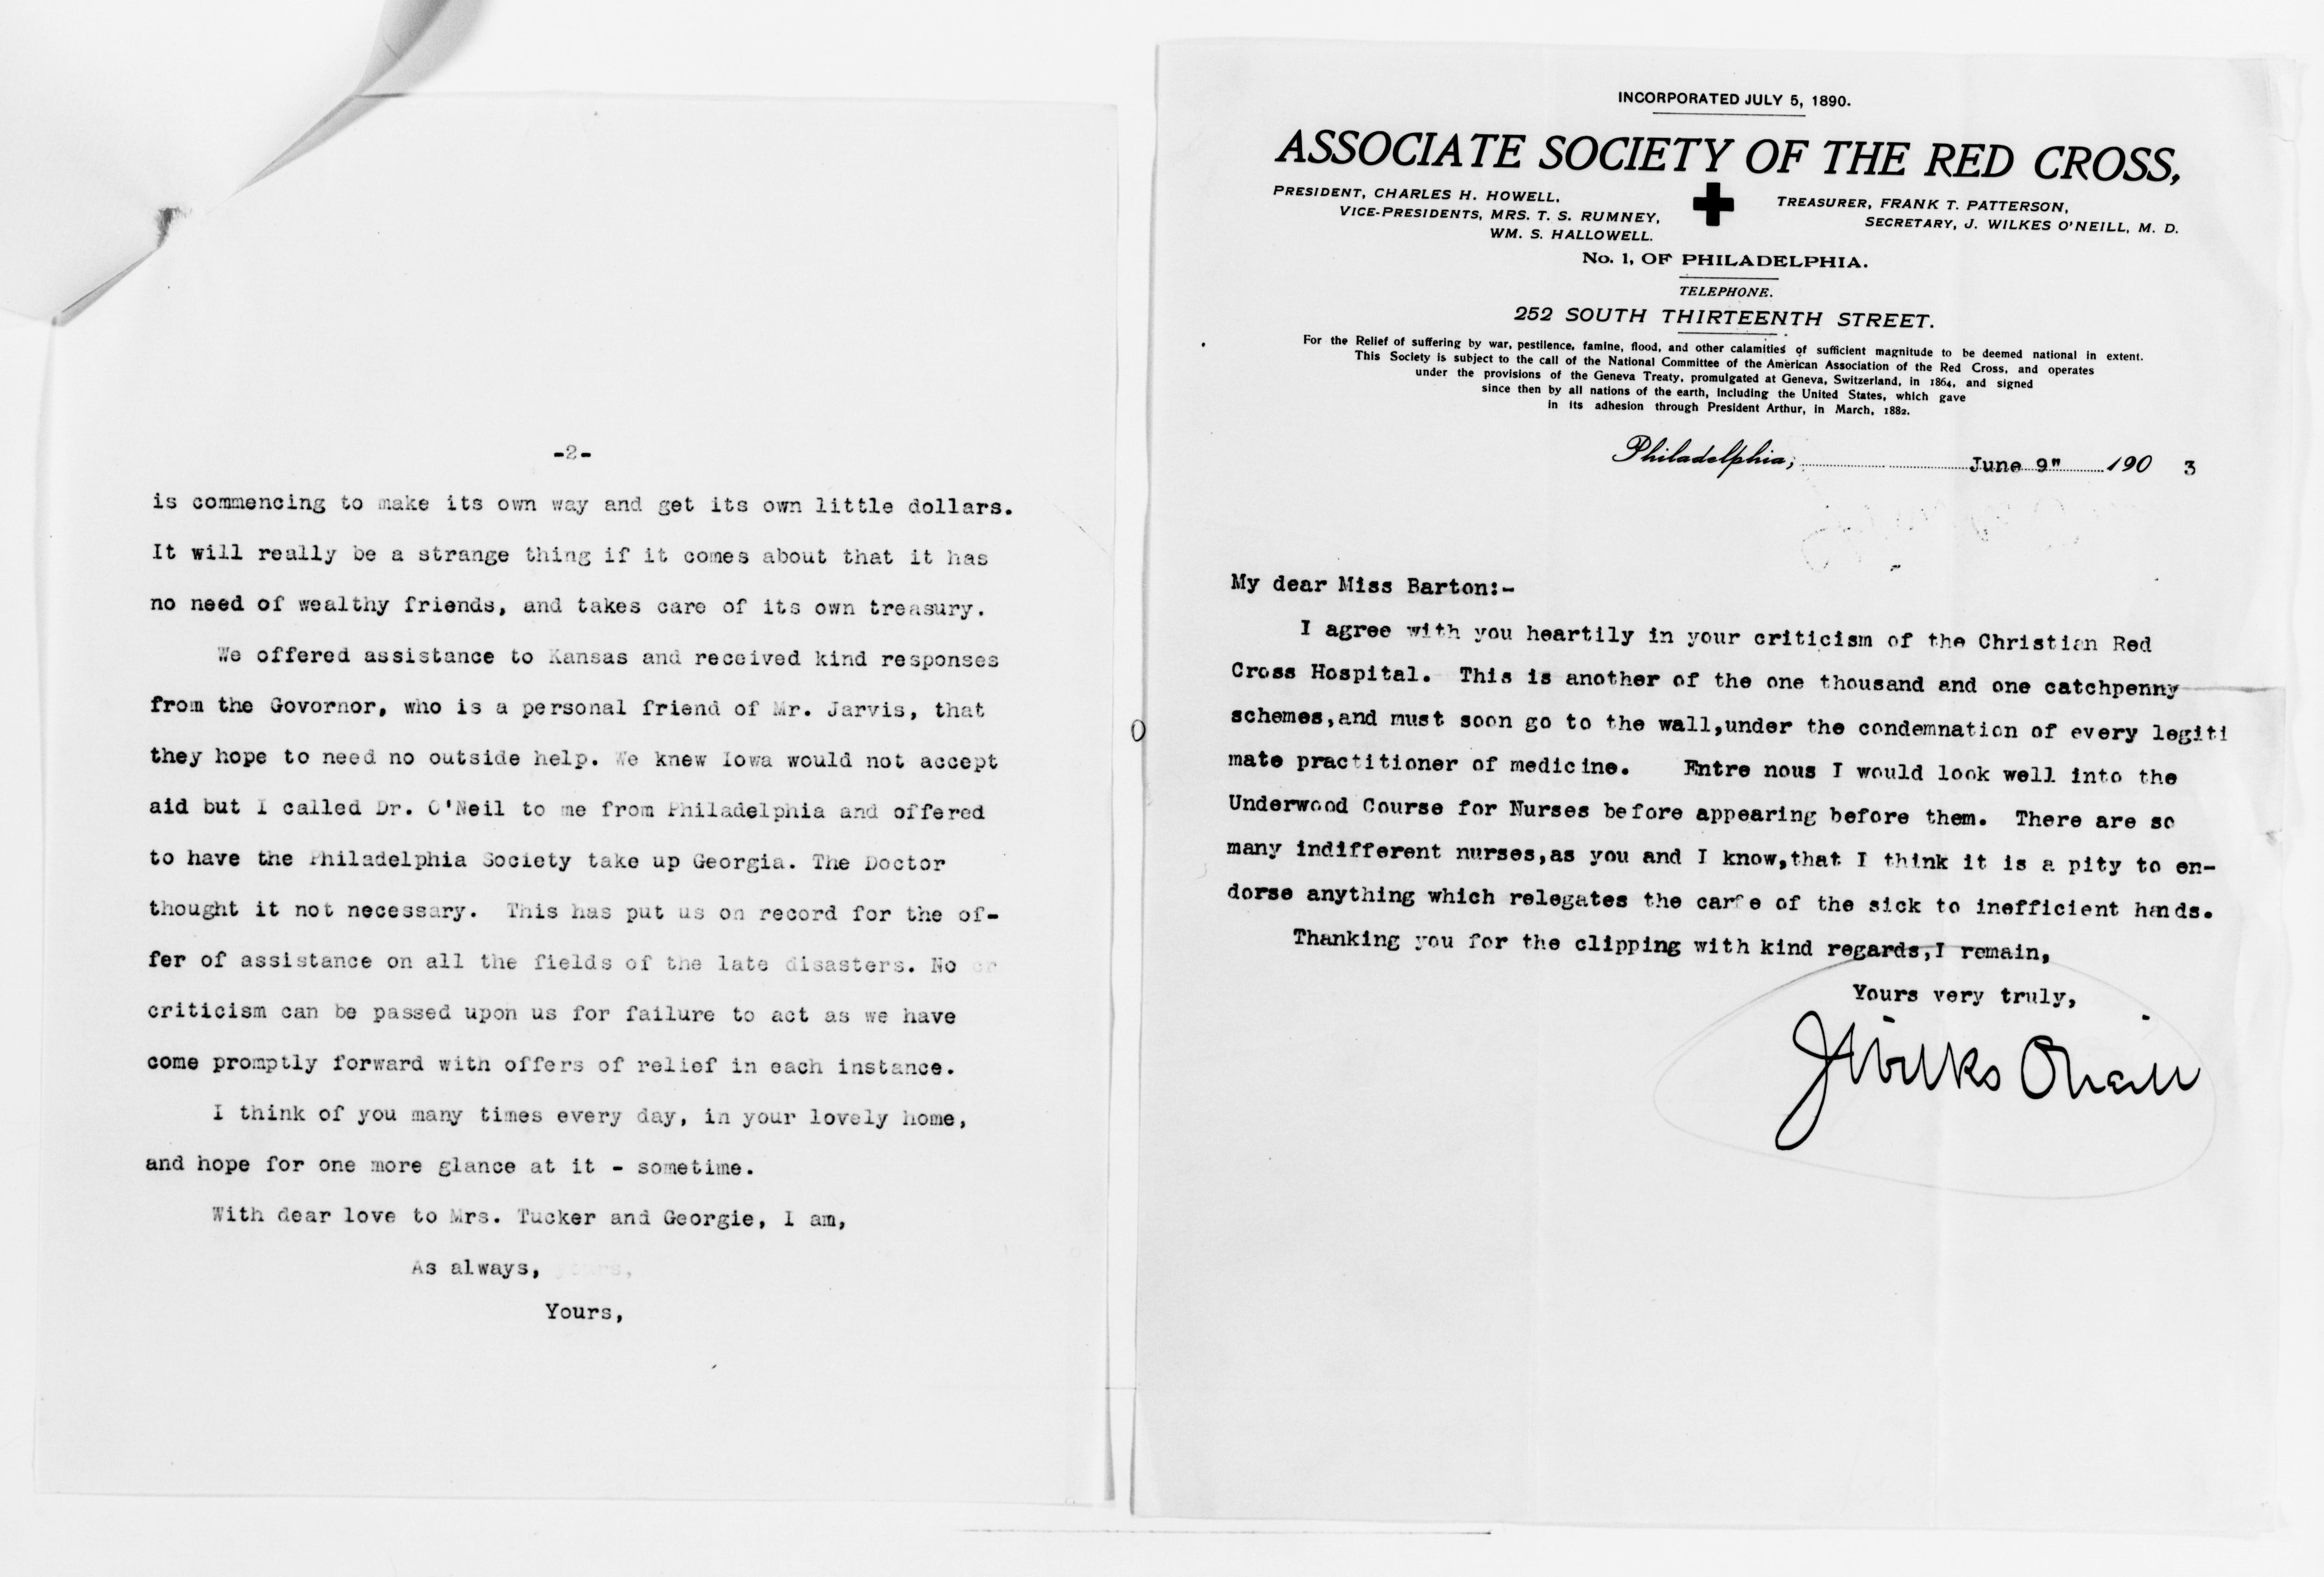 -2-
is commencing to make its own way and get its own little dollars.
It will really be a strange thing if it comes about that it has
no need of wealthy friends, and takes care of its own treasury.
We offered assistance to Kansas and received kind responses
from the Governor, who is a personal friend of Mr. Jarvis, that
they hope to need no outside help. We knew Iowa would not accept
aid but I called Dr. O'Neil to me from Philadelphia and offered
to have the Philadelphia Society take up Georgia. The Doctor
thought it not necessary. This has put us on record for the of-
fer of assistance on all the fields of the late disasters. No cr
criticism can be passed upon us for failure to act as we have
come promptly forward with offers of relief in each instance.
I think of you many times every day, in your lovely home,
and hope for one more glance at it - sometime.
With dear love to Mrs. Tucker and Georgie, I am,
As always, yours,
Yours,
INCORPORATED JULY 5, 1890.
ASSOCIATE SOCIETY OF THE RED CROSS,
PRESIDENT, CHARLES H. HOWELL,
VICE-PRESIDENTS, MRS. T. S. RUMNEY,
WM. S. HALLOWELL.
TREASURER, FRANK T. PATTERSON,
SECRETARY, J. WILKES O'NEILL, M. D.
No. 1, OF PHILADELPHIA.
TELEPHONE.
252 SOUTH THIRTEENTH STREET.
For the Relief of suffering by war, pestilence, famine, flood, and other calamities of sufficient magnitude to be deemed national in extent.
This Society is subject to the call of the National Committee of the American Association of the Red Cross, and operates
under the provisions of the Geneva Treaty, promulgated at Geneva, Switzerland, in 1864, and signed
since then by all nations of the earth, including the United States, which gave
in its adhesion through President Arthur, in March, 1882.
Philadelphia, June 9" 190 3
My dear Miss Barton:-
I agree with you heartily in your criticism of the Christian Red
Cross Hospital. This is another of the one thousand and one catchpenny
schemes,and must soon go to the wall,under the condemnation of every legiti
mate practitioner of medicine. Entre nous I would look well into the
Underwood Course for Nurses before appearing before them. There are so
many indifferent nurses,as you and I know,that I think it is a pity to en-
dorse anything which relegates the carfe of the sick to inefficient hands.
Thanking you for the clipping with kind regards,I remain,
Yours very truly,
J Wilks Oneill